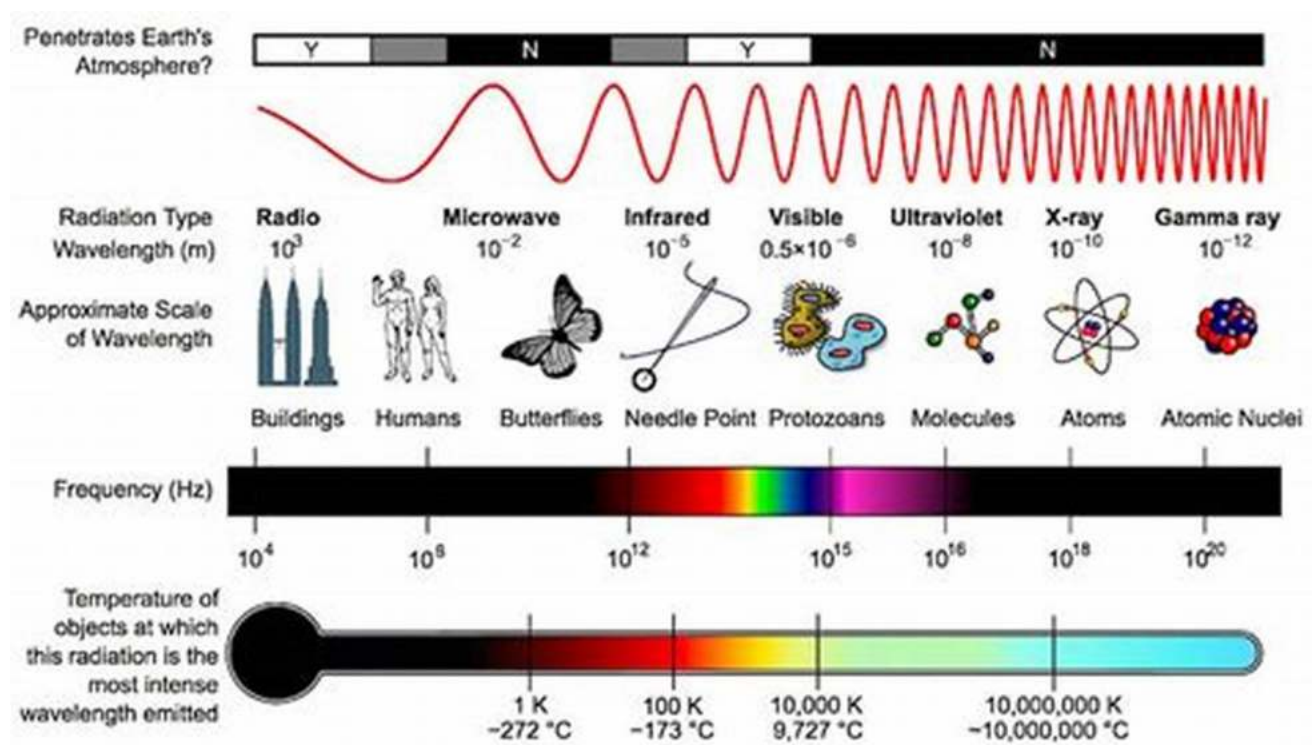 Penetrates Earth's
Atmosphere?
Y N Y N
Radiation Type Radio Microwave Infrared Visible Ultraviolet X-ray Gamma ray
Wavelength (m) 10³ 10⁻² 10⁻⁵ 0.5×10⁻⁶ 10⁻⁸ 10⁻¹⁰ 10⁻¹²
Approximate Scale
of Wavelength
Buildings Humans Butterflies Needle Point Protozoans Molecules Atoms Atomic Nuclei
Frequency (Hz)
10⁴ 10⁸ 10¹² 10¹⁵ 10¹⁶ 10¹⁸ 10²⁰
Temperature of
objects at which
this radiation is the
most intense
wavelength emitted
1 K 100 K 10,000 K 10,000,000 K
−272 °C −173 °C 9,727 °C ~10,000,000 °C